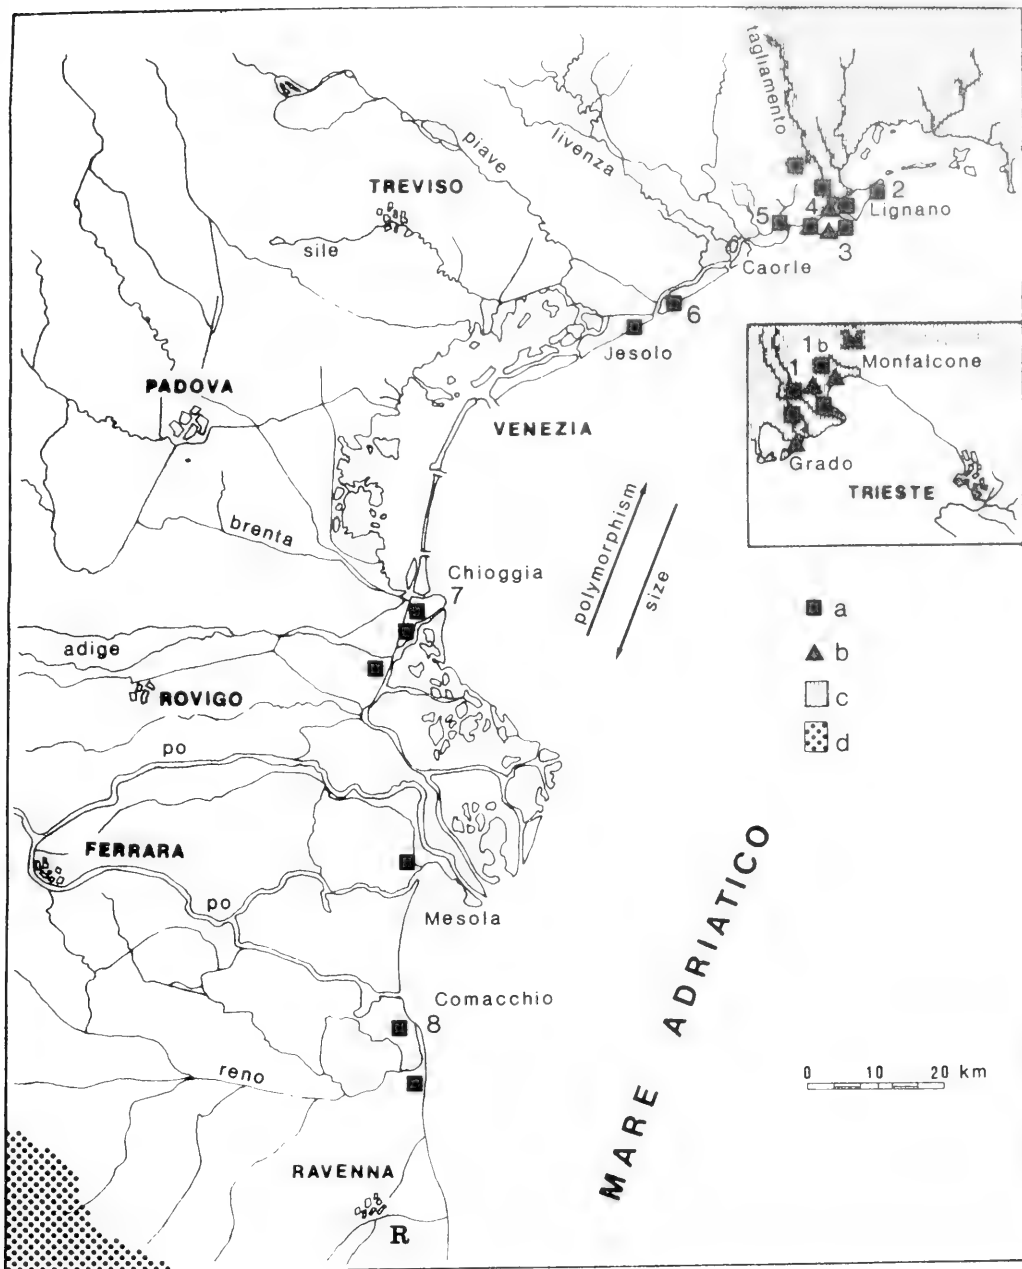 tagliamento
livenza
piave
TREVISO
sile
5
4
2
Lignano
3
Caorle
6
Jesolo
1b
Monfalcone
1
Grado
TRIESTE
PADOVA
VENEZIA
brenta
polymorphism
size
Chioggia
7
a
b
c
d
adige
ROVIGO
po
FERRARA
po
Mesola
MARE ADRIATICO
Comacchio
8
reno
0 10 20 km
RAVENNA
R